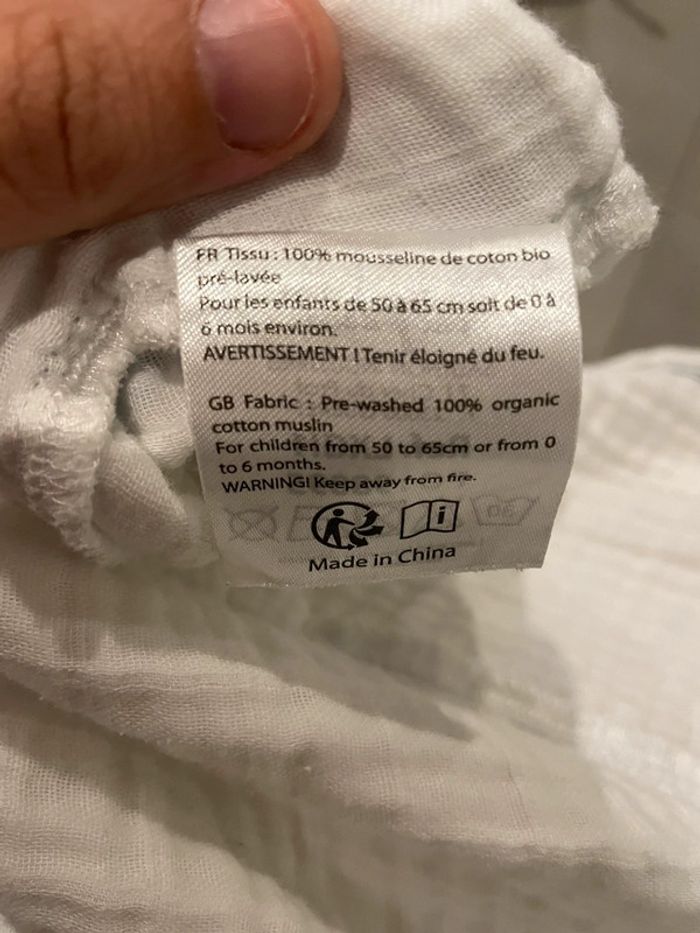 FR Tissu : 100% mousseline de coton bio
pré-lavée
Pour les enfants de 50 à 65 cm soit de 0 à
6 mois environ.
AVERTISSEMENT ! Tenir éloigné du feu.
GB Fabric : Pre-washed 100% organic
cotton muslin
For children from 50 to 65cm or from 0
to 6 months.
WARNING! Keep away from fire.
Made in China